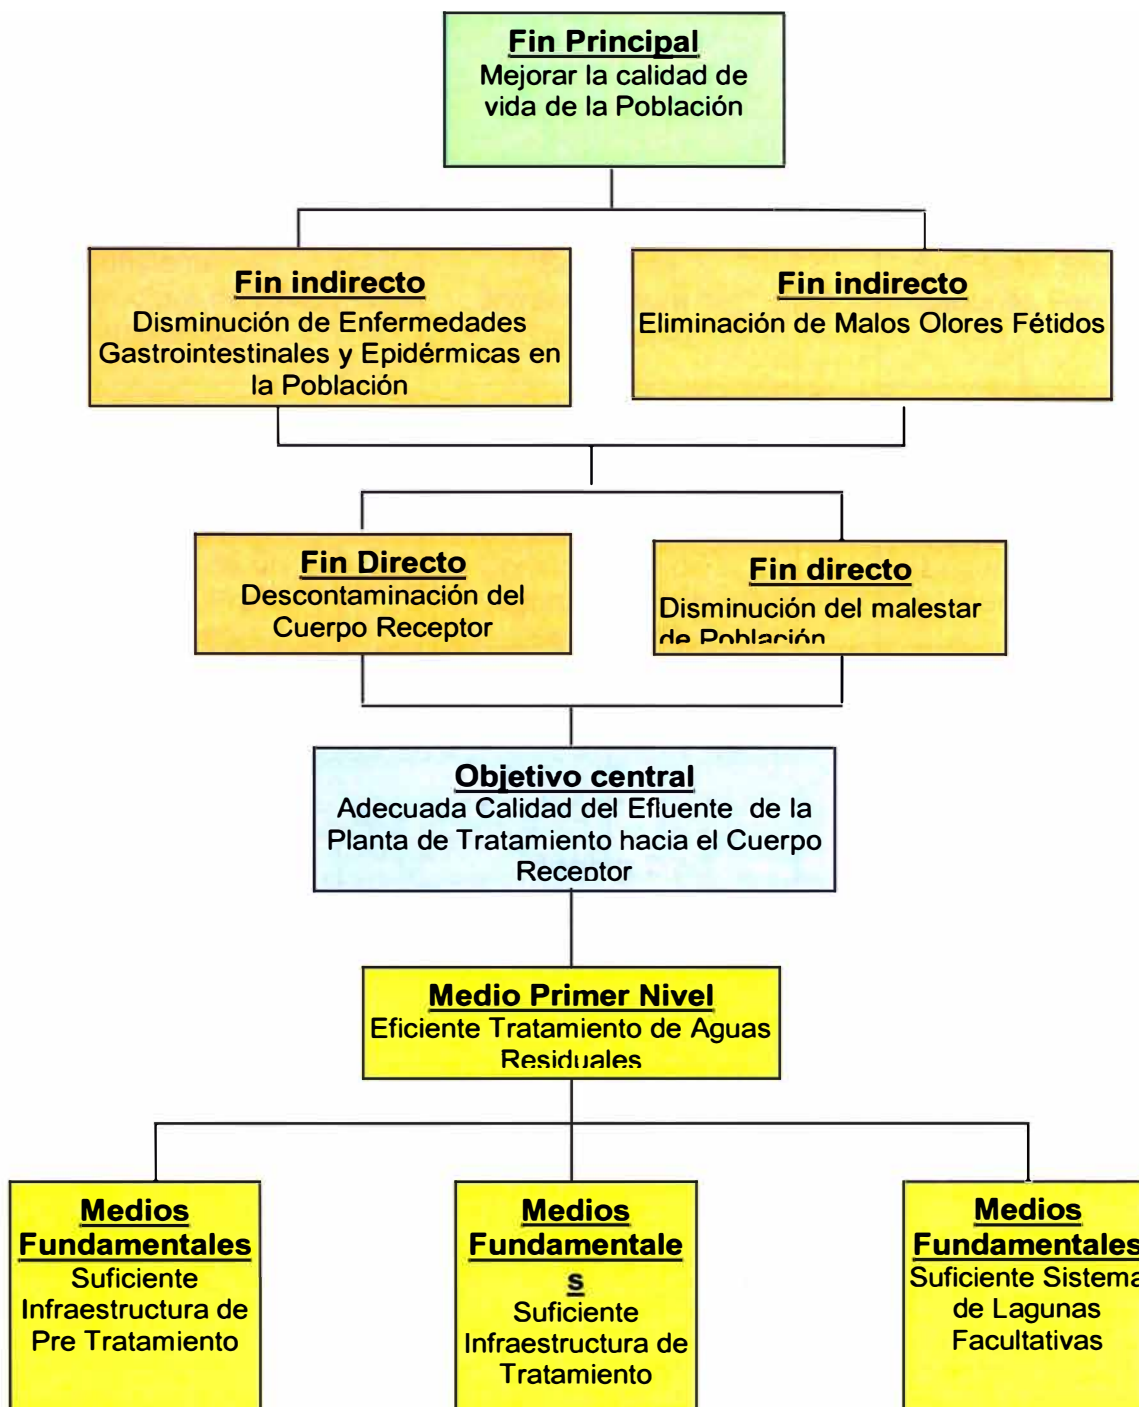 Fin Principal
Mejorar la calidad de
vida de la Población
Fin indirecto
Disminución de Enfermedades
Gastrointestinales y Epidérmicas en
la Población
Fin indirecto
Eliminación de Malos Olores Fétidos
Fin Directo
Descontaminación del
Cuerpo Receptor
Fin directo
Disminución del malestar
de Población
Objetivo central
Adecuada Calidad del Efluente de la
Planta de Tratamiento hacia el Cuerpo
Receptor
Medio Primer Nivel
Eficiente Tratamiento de Aguas
Residuales
Medios
Fundamentales
Suficiente
Infraestructura de
Pre Tratamiento
Medios
Fundamentale
s
Suficiente
Infraestructura de
Tratamiento
Medios
Fundamentales
Suficiente Sistema
de Lagunas
Facultativas